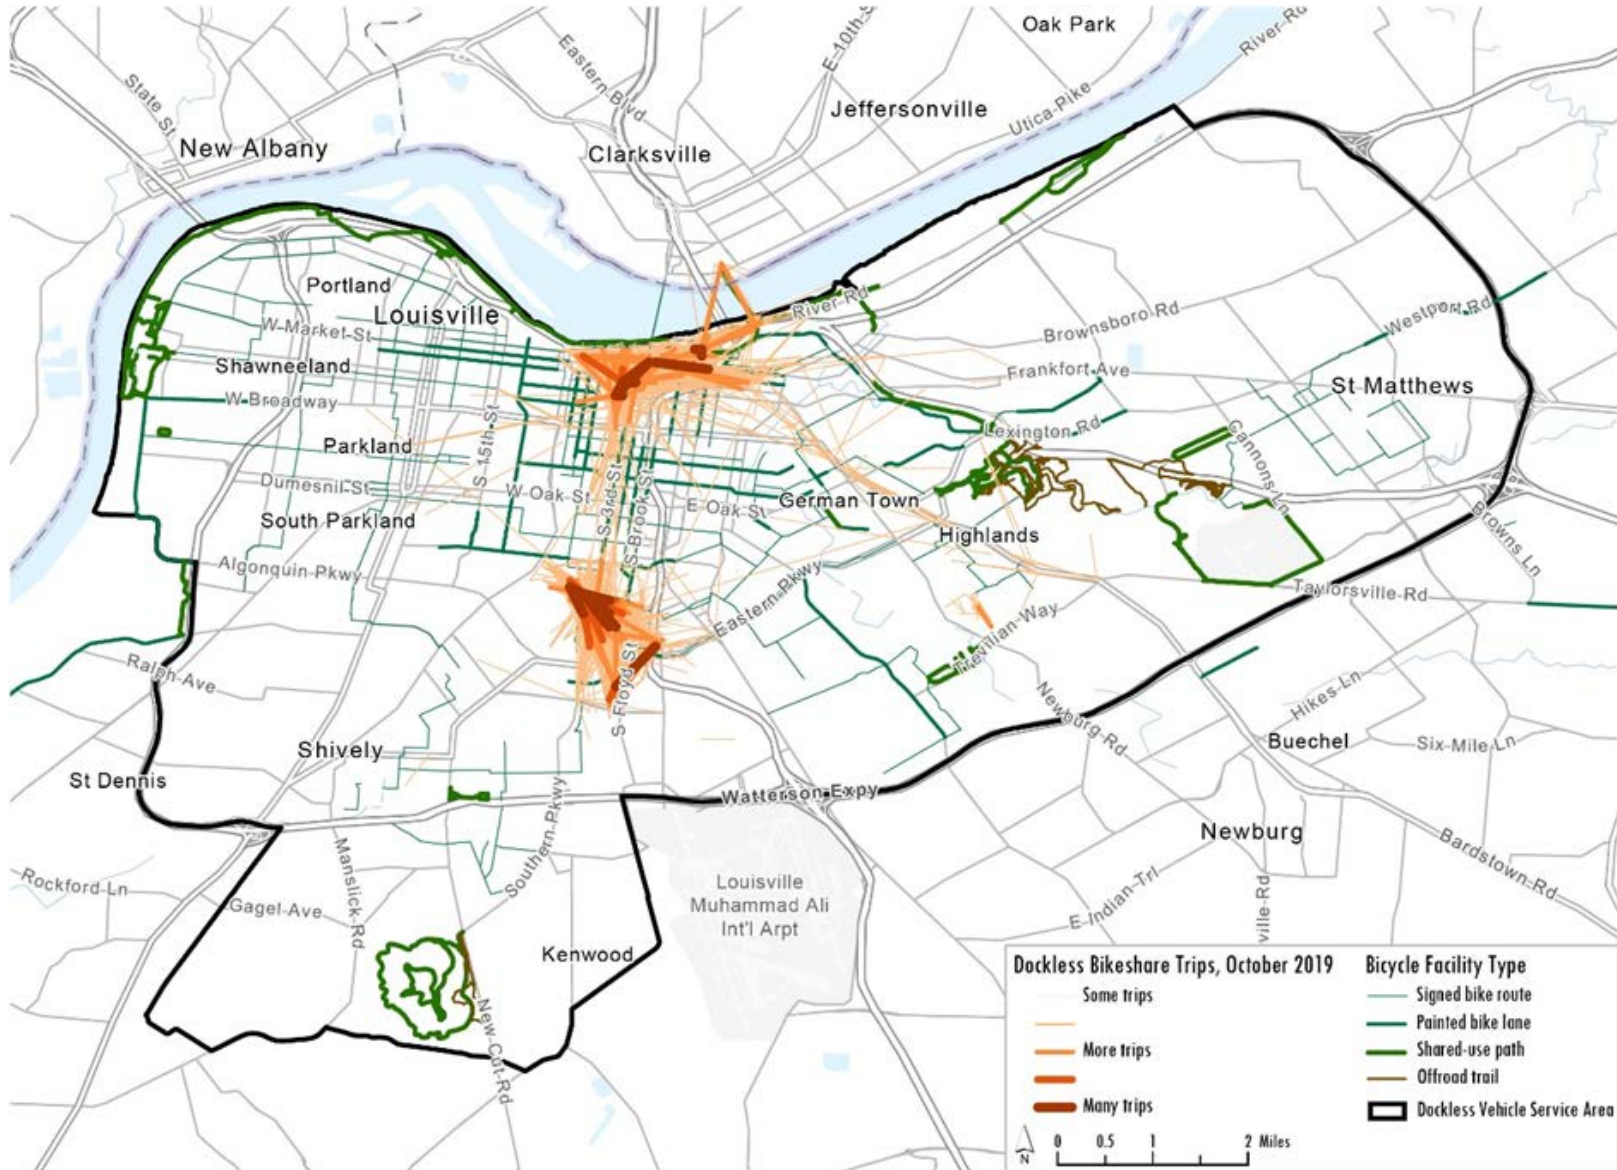 Oak Park
River Rd
E 10th S
Eastern Blvd
State St
Jeffersonville
Utica Pike
New Albany
Clarksville
Portland
Louisville
River Rd
Brownsboro Rd
Westport Rd
W Market St
Shawneeland
Frankfort Ave
St Matthews
W Broadway
Lexington Rd
Cannons Ln
Parkland
S 15th St
Dumesnil St
W Oak St
S 3rd St
S Brook St
E Oak St
German Town
South Parkland
Highlands
Browns Ln
Algonquin Pkwy
Eastern Pkwy
Taylorsville Rd
Trevilian Way
Ralph Ave
S Floyd St
Newburg Rd
Hikes Ln
Shively
Buechel
Six Mile Ln
St Dennis
Watterson Expy
Southern Pkwy
Newburg
Manslick Rd
Bardstown Rd
Rockford Ln
Gagel Ave
Louisville
Muhammad Ali
Int'l Arpt
E Indian Trl
ville Rd
Kenwood
New Cut Rd
Dockless Bikeshare Trips, October 2019
Some trips
More trips
Many trips
Bicycle Facility Type
Signed bike route
Painted bike lane
Shared-use path
Offroad trail
Dockless Vehicle Service Area
N
0 0.5 1 2 Miles